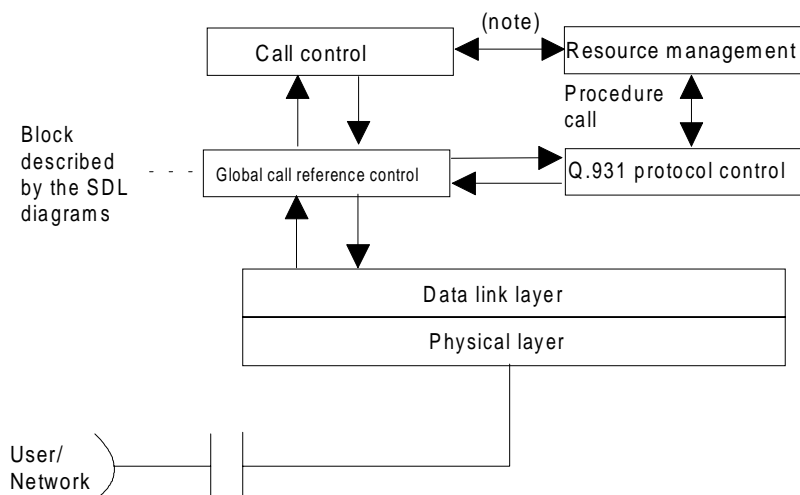 (note)
Call control
Resource management
Procedure
call
Block
described
by the SDL
diagrams
Global call reference control
Q.931 protocol control
Data link layer
Physical layer
User/
Network